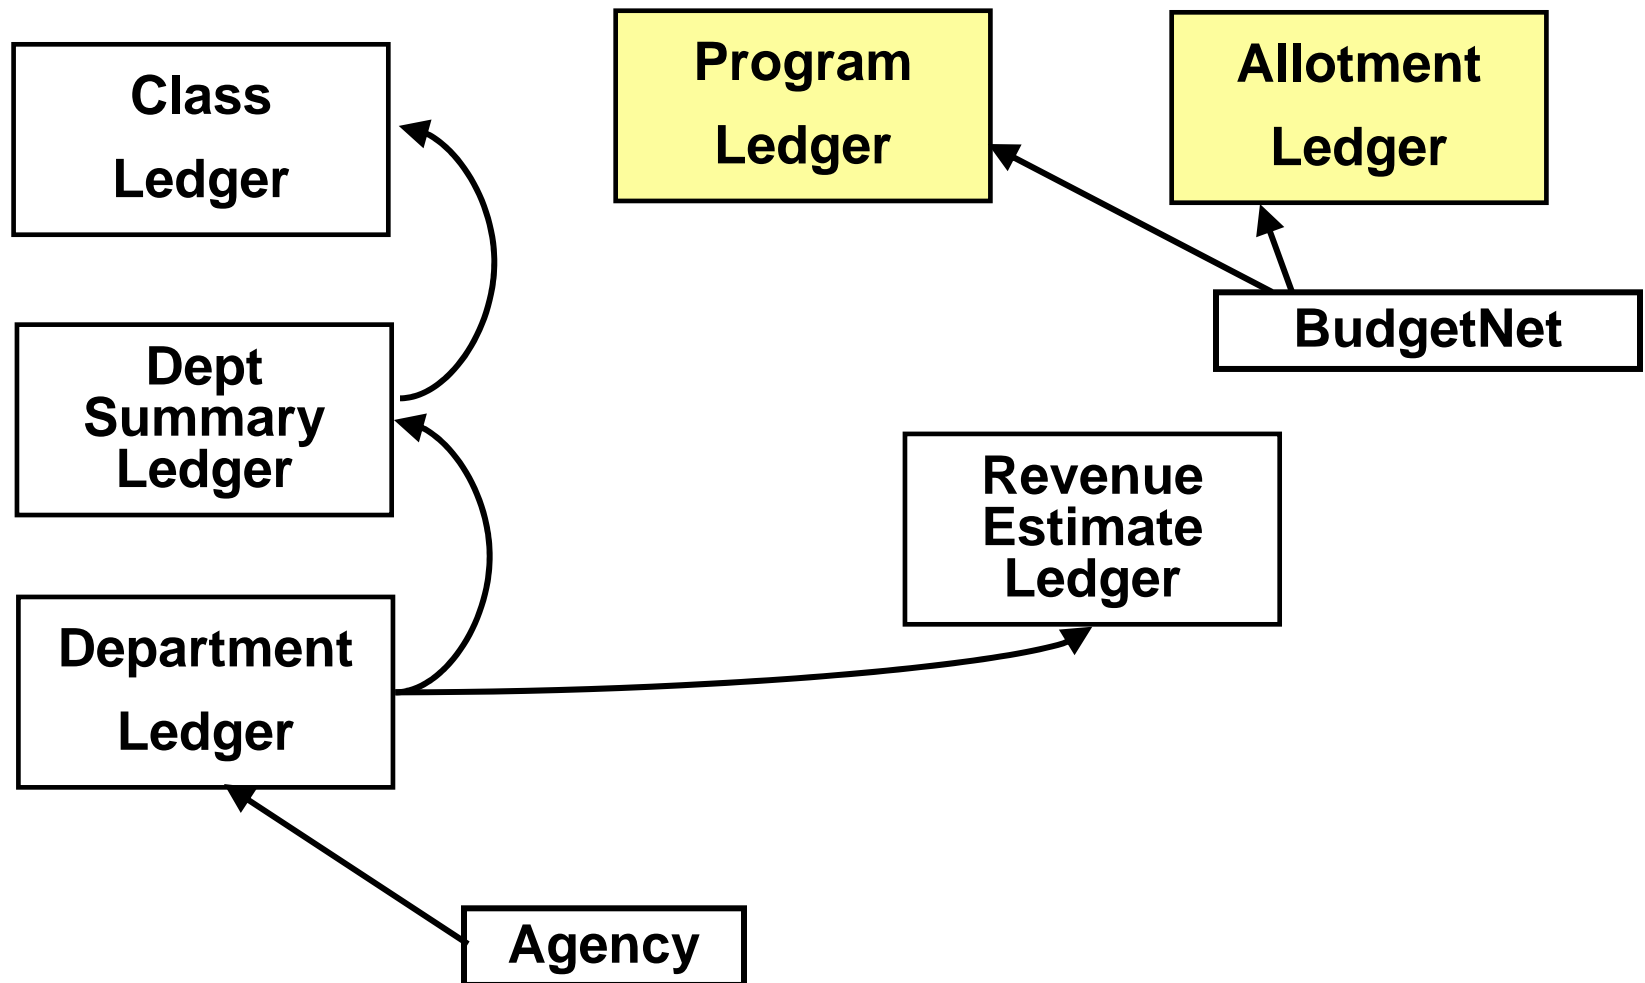 Class
Ledger
Program
Ledger
Allotment
Ledger
BudgetNet
Dept
Summary
Ledger
Revenue
Estimate
Ledger
Department
Ledger
Agency